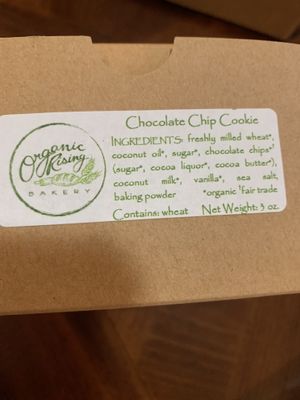 Organic
Rising
BAKERY
Chocolate Chip Cookie
INGREDIENTS: freshly milled wheat*,
coconut oil*, sugar*, chocolate chips*†
(sugar*, cocoa liquor*, cocoa butter*),
coconut milk*, vanilla*, sea salt,
baking powder *organic †fair trade
Contains: wheat Net Weight: 3 oz.